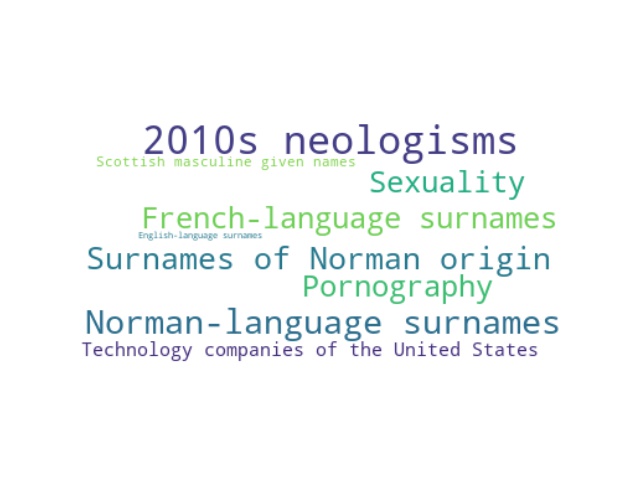 2010s neologisms
Scottish masculine given names
Sexuality
French-language surnames
English-language surnames
Surnames of Norman origin
Pornography
Norman-language surnames
Technology companies of the United States